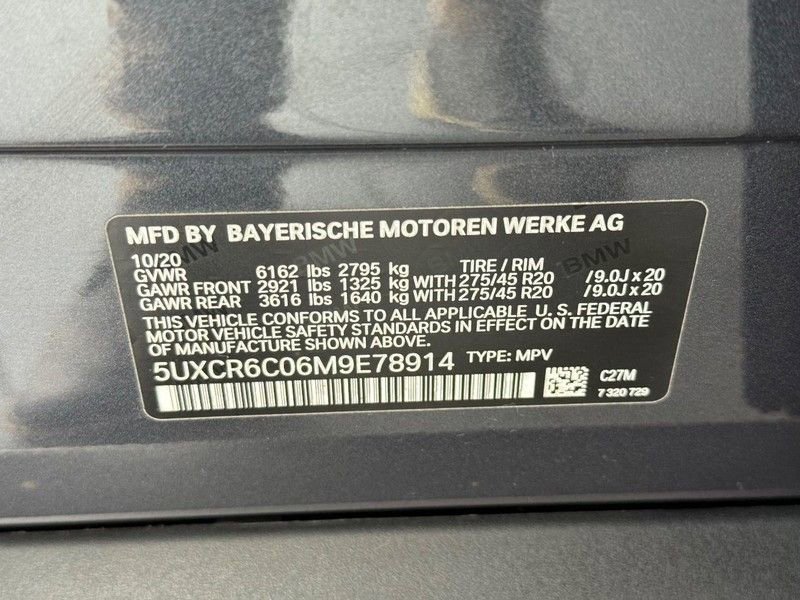 MFD BY BAYERISCHE MOTOREN WERKE AG
10/20
GVWR 6162 lbs 2795 kg TIRE / RIM
GAWR FRONT 2921 lbs 1325 kg WITH 275/45 R20 /9.0J x 20
GAWR REAR 3616 lbs 1640 kg WITH 275/45 R20 /9.0J x 20
THIS VEHICLE CONFORMS TO ALL APPLICABLE U. S. FEDERAL
MOTOR VEHICLE SAFETY STANDARDS IN EFFECT ON THE DATE
OF MANUFACTURE SHOWN ABOVE.
5UXCR6C06M9E78914 TYPE: MPV
C27M
7 320 729
BMW
BMW
BMW